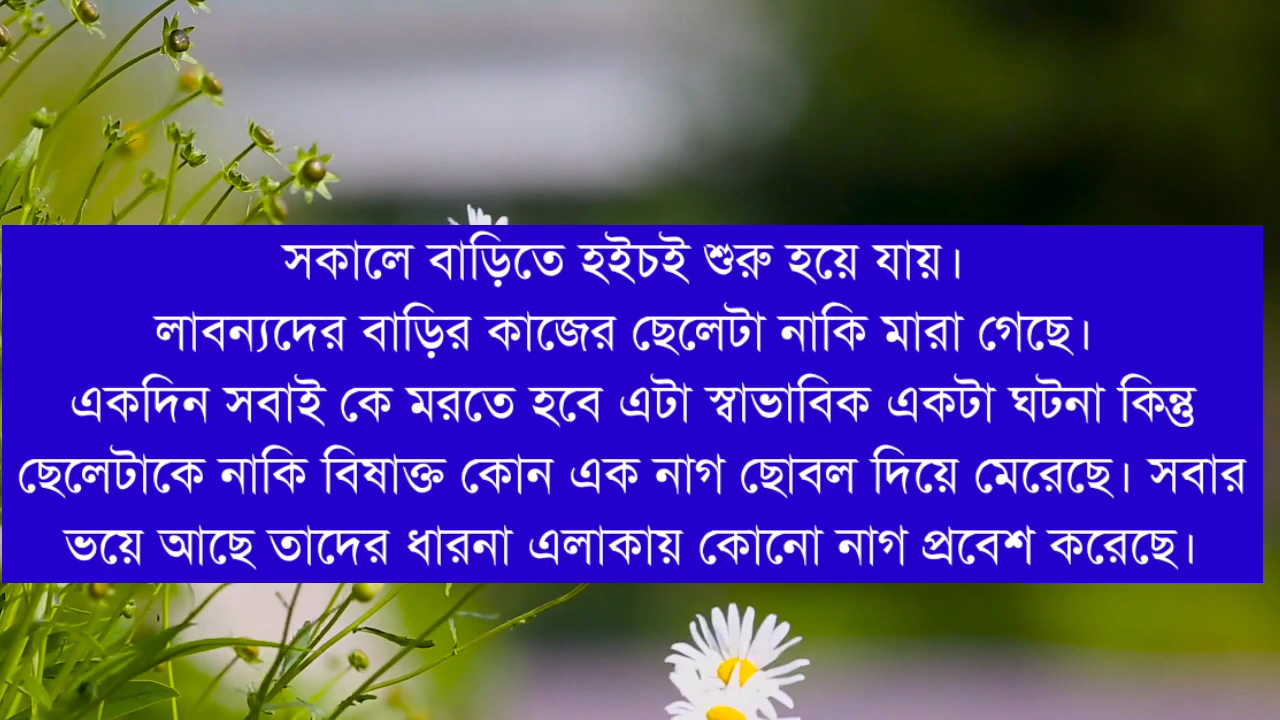 সকালে বাড়িতে হইচই শুরু হয়ে যায়।
লাবন্যদের বাড়ির কাজের ছেলেটা নাকি মারা গেছে।
একদিন সবাই কে মরতে হবে এটা স্বাভাবিক একটা ঘটনা কিন্তু
ছেলেটাকে নাকি বিষাক্ত কোন এক নাগ ছোবল দিয়ে মেরেছে। সবার
ভয়ে আছে তাদের ধারনা এলাকায় কোনো নাগ প্রবেশ করেছে।